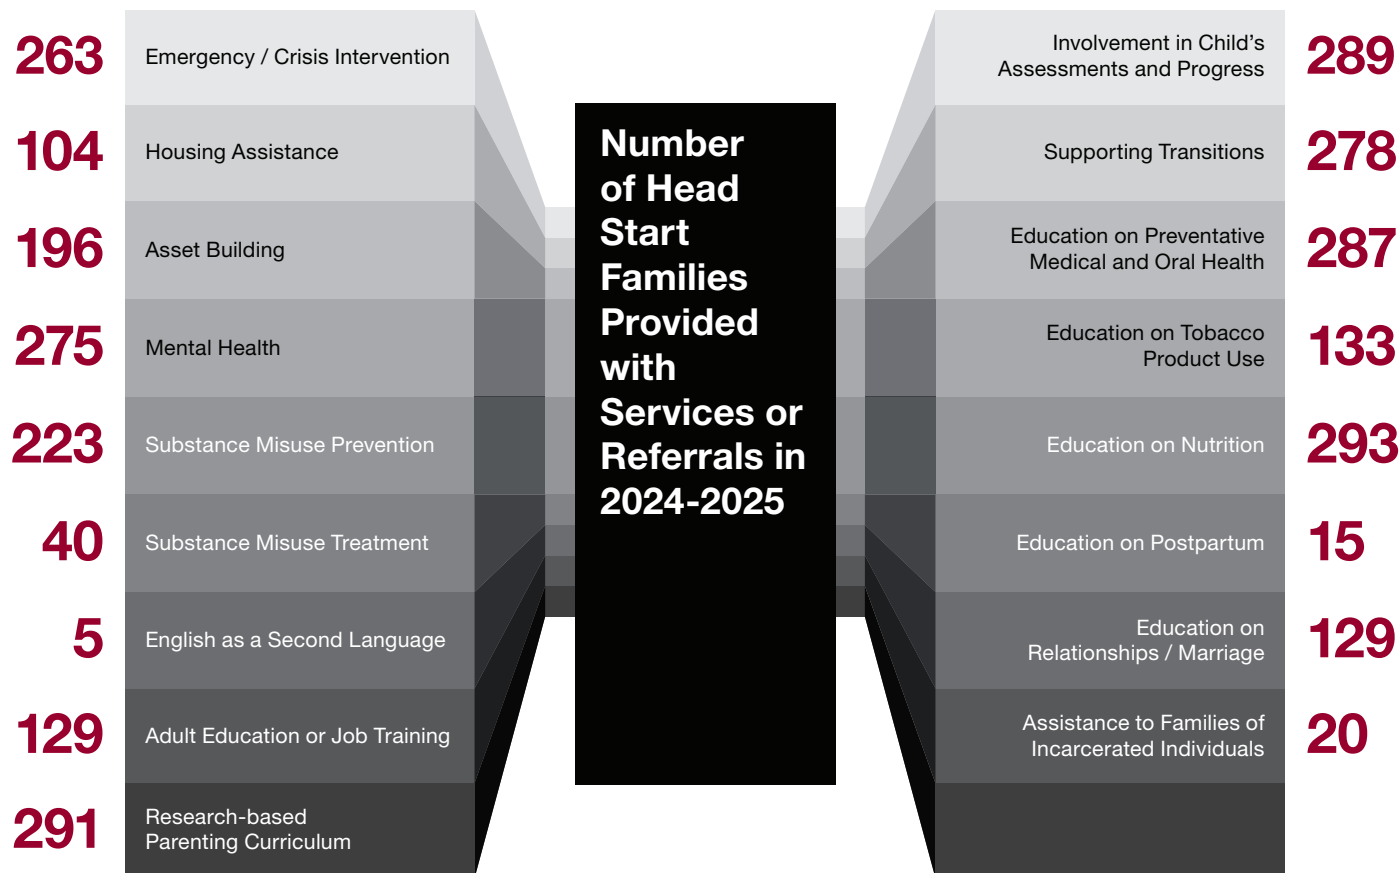 263
Emergency / Crisis Intervention
104
Housing Assistance
196
Asset Building
275
Mental Health
223
Substance Misuse Prevention
40
Substance Misuse Treatment
5
English as a Second Language
129
Adult Education or Job Training
291
Research-based
Parenting Curriculum
Number
of Head
Start
Families
Provided
with
Services or
Referrals in
2024-2025
Involvement in Child's
Assessments and Progress
289
Supporting Transitions
278
Education on Preventative
Medical and Oral Health
287
Education on Tobacco
Product Use
133
Education on Nutrition
293
Education on Postpartum
15
Education on
Relationships / Marriage
129
Assistance to Families of
Incarcerated Individuals
20